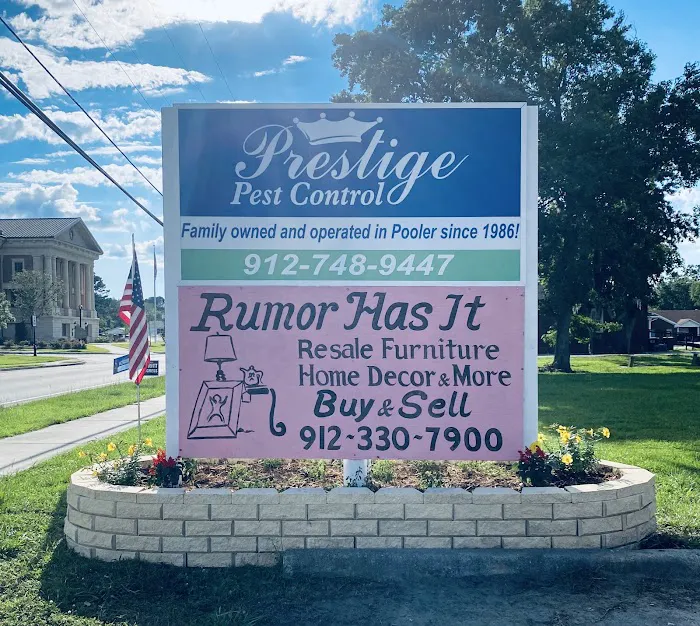 Prestige
Pest Control
Family owned and operated in Pooler since 1986!
912-748-9447
Rumor Has It
Resale Furniture
Home Decor & More
Buy & Sell
912-330-7900